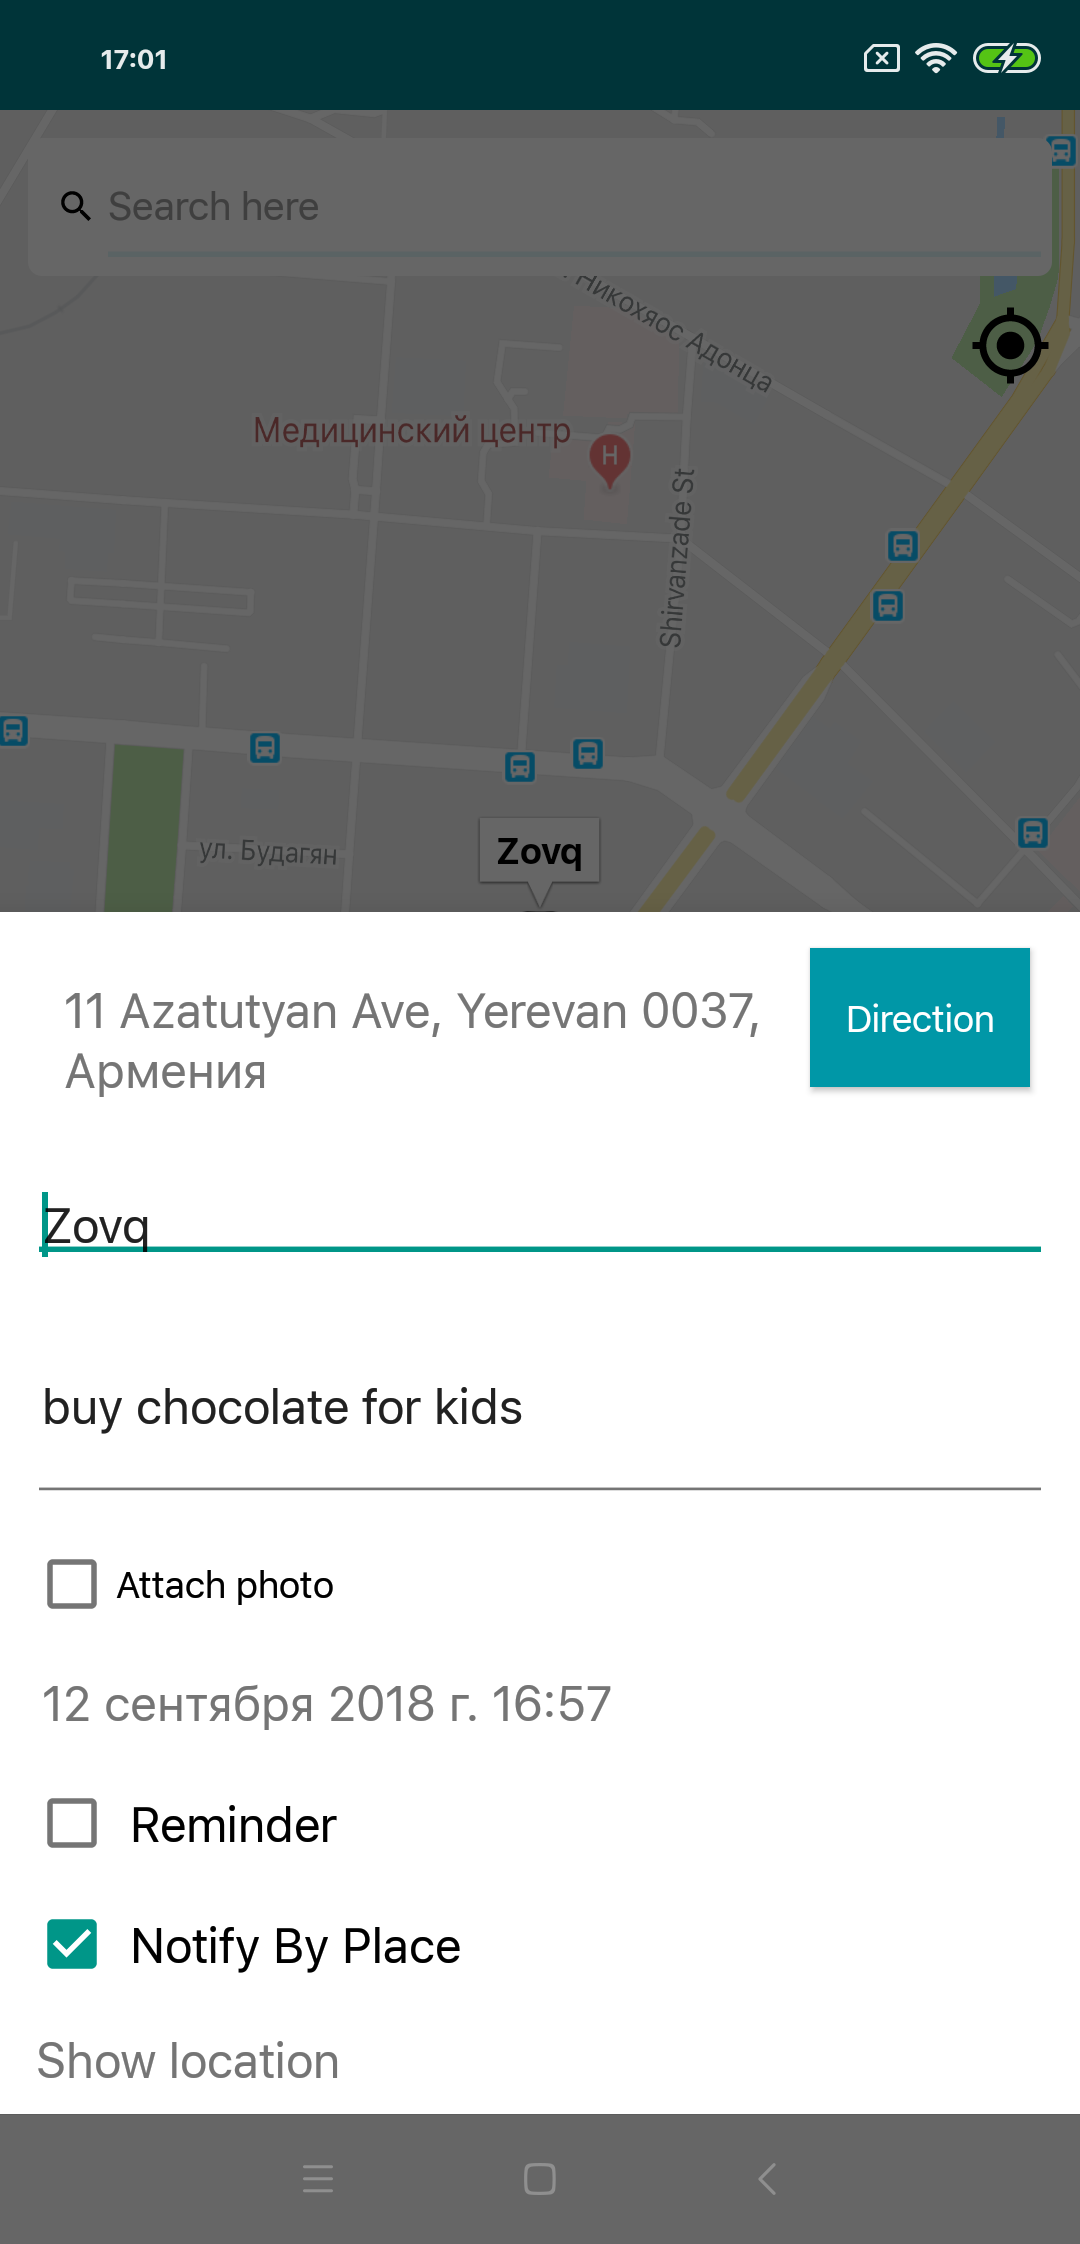 17:01
Search here
Никохяос Адонца
Медицинский центр
H
Shirvanzade St
ул. Будагян
Zovq
11 Azatutyan Ave, Yerevan 0037,
Армения
Direction
Zovq
buy chocolate for kids
Attach photo
12 сентября 2018 г. 16:57
Reminder
Notify By Place
Show location